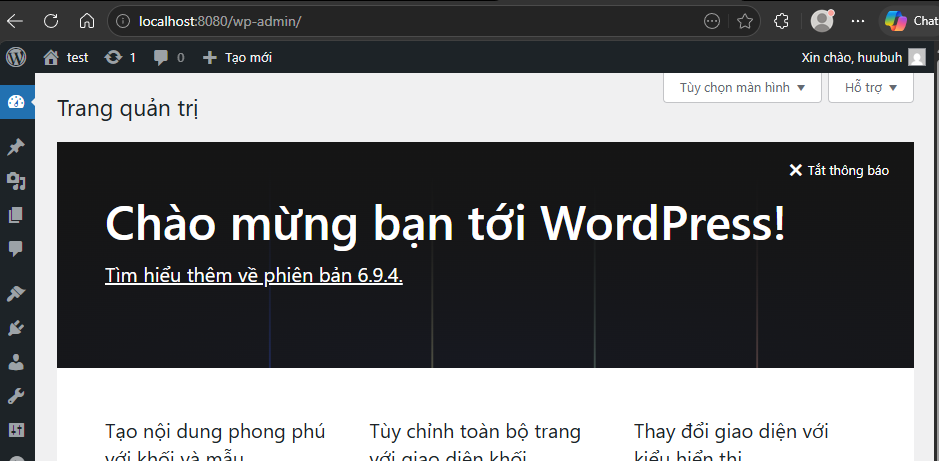 localhost:8080/wp-admin/
Chat
test
1
0
Tạo mới
Xin chào, huubuh
Trang quản trị
Tùy chọn màn hình
Hỗ trợ
Tắt thông báo
Chào mừng bạn tới WordPress!
Tìm hiểu thêm về phiên bản 6.9.4.
Tạo nội dung phong phú
với khối và mẫu
Tùy chỉnh toàn bộ trang
với giao diện khối
Thay đổi giao diện với
kiểu hiển thị